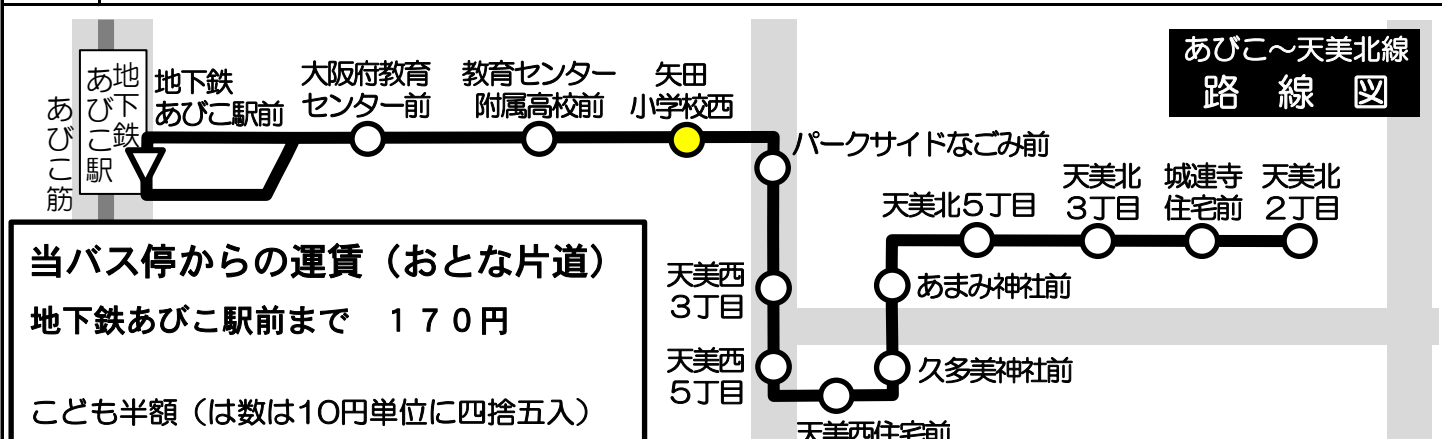 あびこ～天美北線
路線図
あびこ筋
地下鉄
あびこ駅
地下鉄
あびこ駅前
大阪府教育
センター前
教育センター
附属高校前
矢田
小学校西
パークサイドなごみ前
天美西
3丁目
天美西
5丁目
天美西住宅前
久多美神社前
あまみ神社前
天美北5丁目
天美北
3丁目
城連寺
住宅前
天美北
2丁目
当バス停からの運賃（おとな片道）
地下鉄あびこ駅前まで　１７０円
こども半額（は数は10円単位に四捨五入）